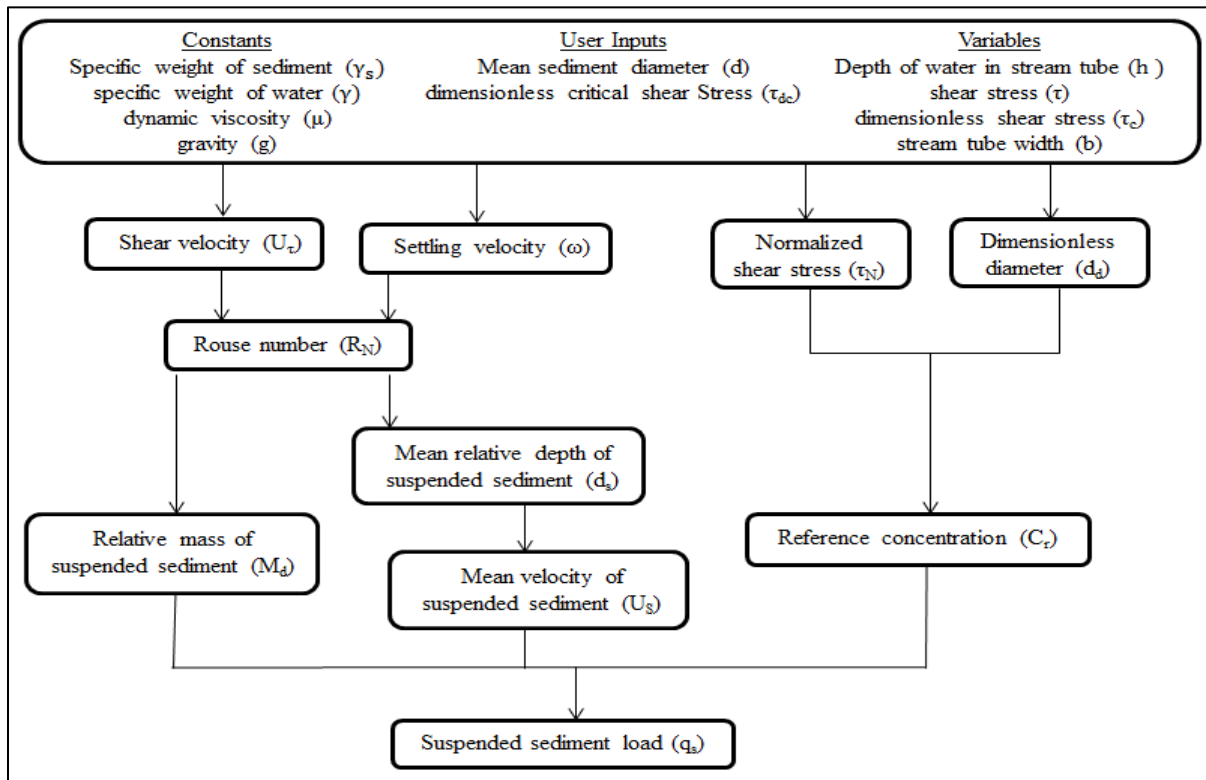 Constants
Specific weight of sediment (γs)
specific weight of water (γ)
dynamic viscosity (μ)
gravity (g)
User Inputs
Mean sediment diameter (d)
dimensionless critical shear Stress (τdc)
Variables
Depth of water in stream tube (h )
shear stress (τ)
dimensionless shear stress (τc)
stream tube width (b)
Shear velocity (Uτ)
Settling velocity (ω)
Normalized
shear stress (τN)
Dimensionless
diameter (dd)
Rouse number (RN)
Mean relative depth of
suspended sediment (ds)
Relative mass of
suspended sediment (Md)
Reference concentration (Cr)
Mean velocity of
suspended sediment (US)
Suspended sediment load (qs)